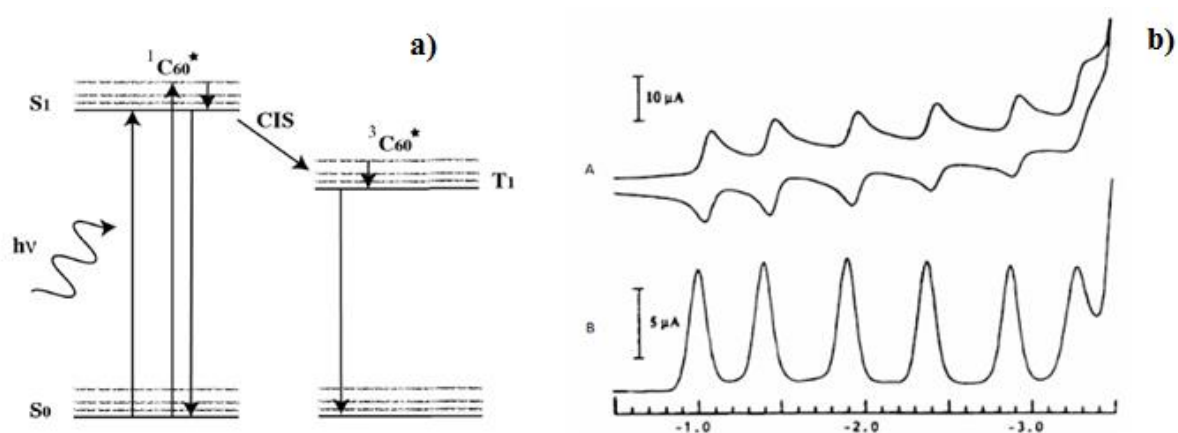 a)
¹C₆₀*
S₁
CIS
³C₆₀*
T₁
hν
S₀
b)
10 µA
A
5 µA
B
-1.0 -2.0 -3.0